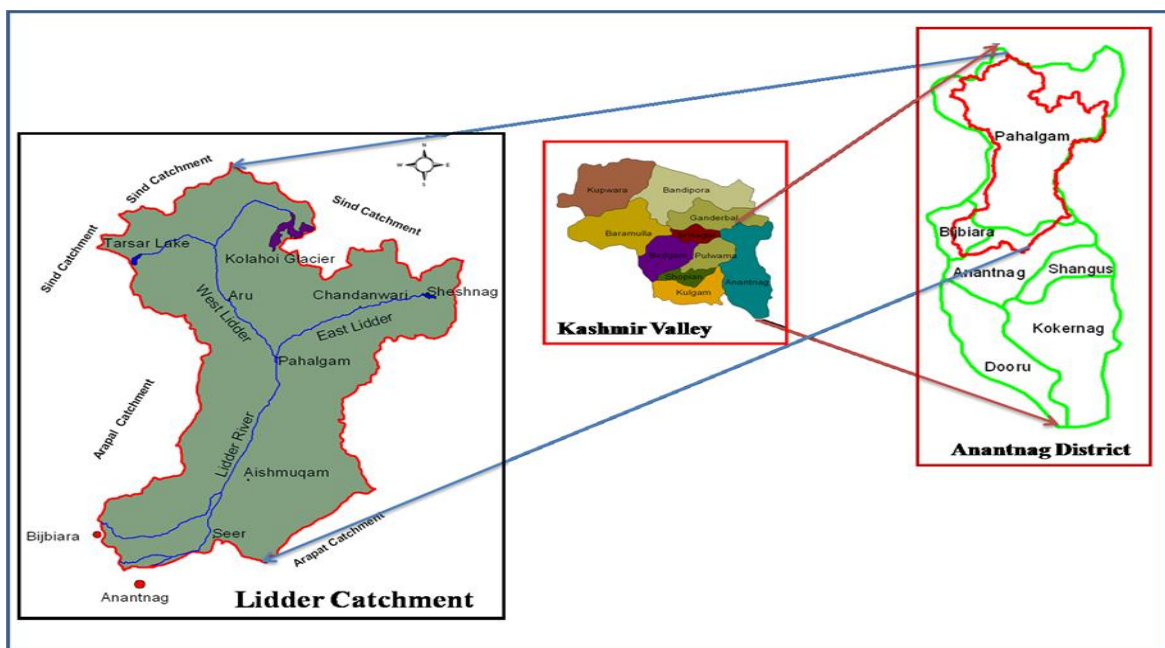 Sind Catchment
Sind Catchment
Sind Catchment
N
W E
S
Tarsar Lake
Kolahoi Glacier
Aru
Chandanwari
Sheshnag
West Lidder
East Lidder
Pahalgam
Arapal Catchment
Lidder River
Aishmuqam
Seer
Bijbiara
Arapat Catchment
Anantnag
Lidder Catchment
Kupwara
Bandipora
Ganderbal
Baramulla
Pulwama
Shopian
Anantnag
Kulgam
Kashmir Valley
Pahalgam
Bijbiara
Anantnag
Shangus
Kokernag
Dooru
Anantnag District